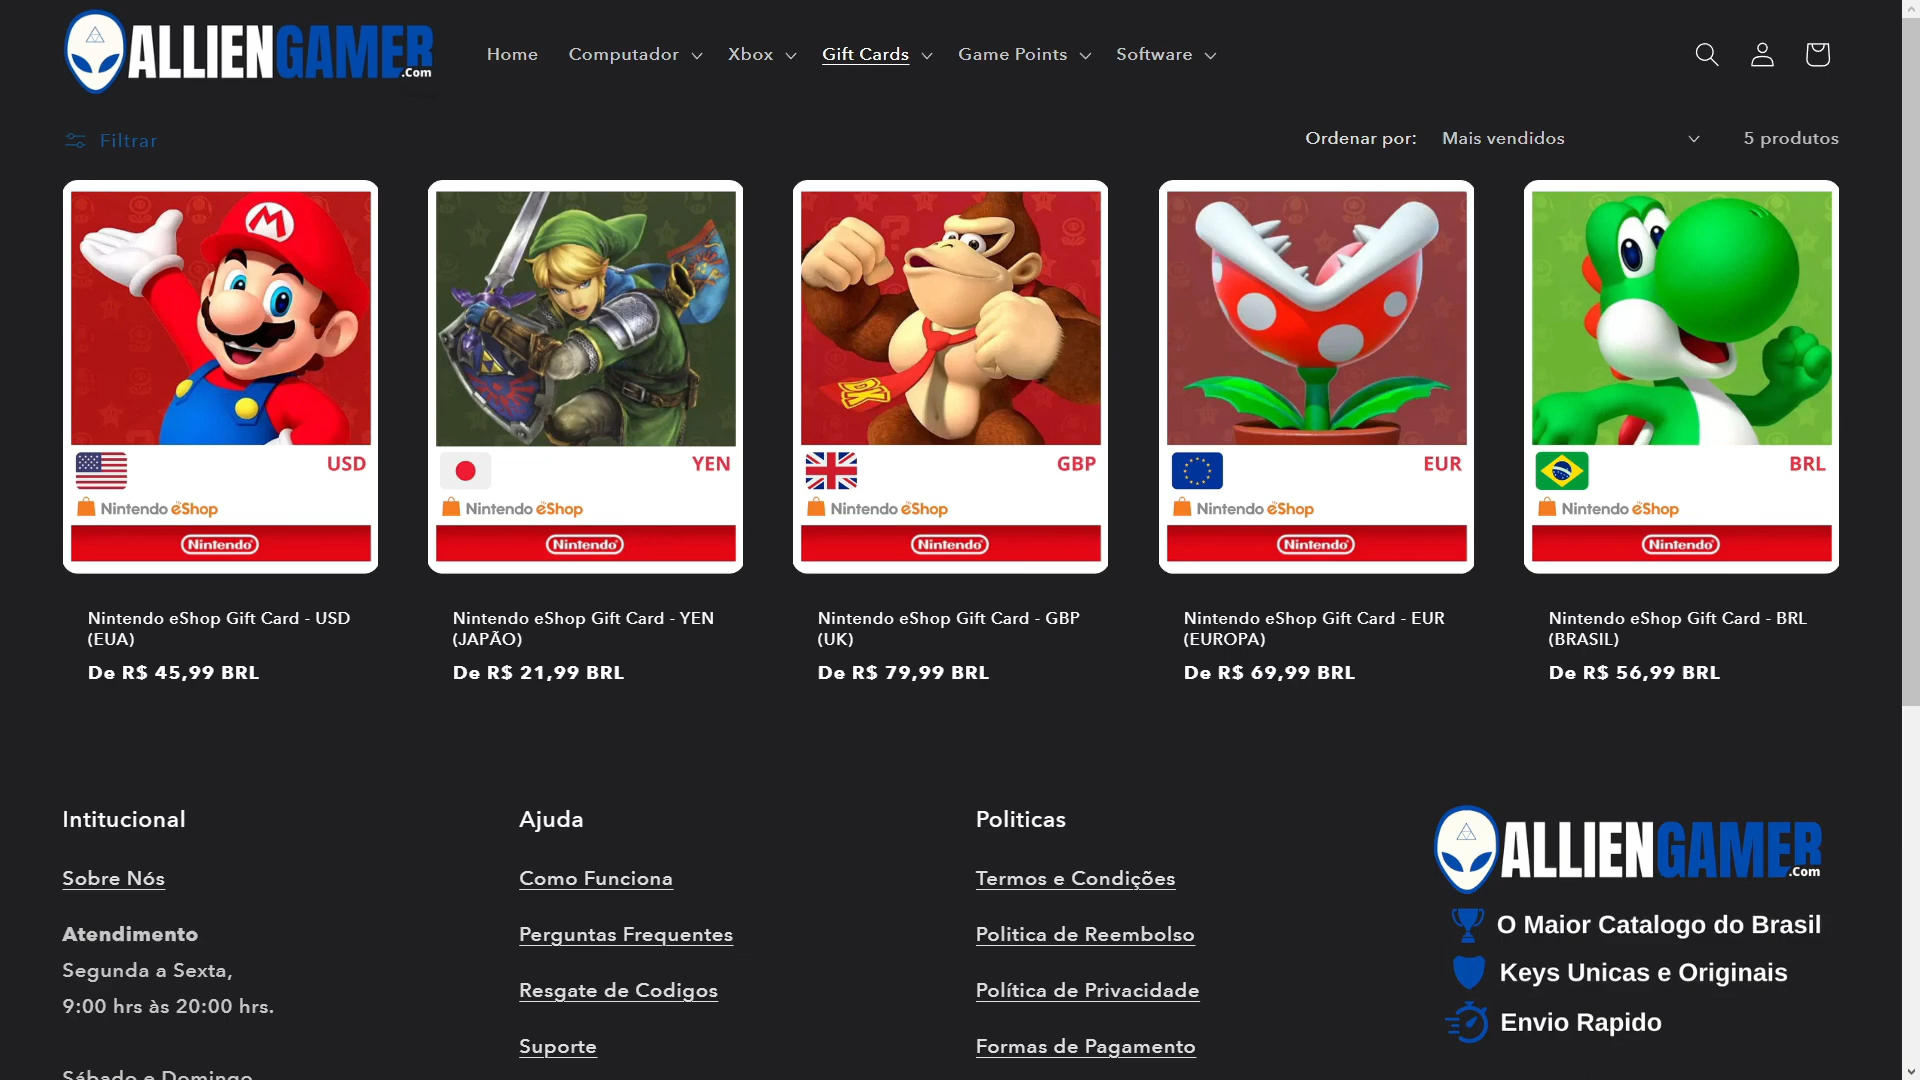 ALLIENGAMER.Com
Home Computador Xbox Gift Cards Game Points Software
Filtrar
Ordenar por: Mais vendidos 5 produtos
M
DK
USD
Nintendo eShop
Nintendo
YEN
Nintendo eShop
Nintendo
GBP
Nintendo eShop
Nintendo
EUR
Nintendo eShop
Nintendo
BRL
Nintendo eShop
Nintendo
Nintendo eShop Gift Card - USD
(EUA)
De R$ 45,99 BRL
Nintendo eShop Gift Card - YEN
(JAPÃO)
De R$ 21,99 BRL
Nintendo eShop Gift Card - GBP
(UK)
De R$ 79,99 BRL
Nintendo eShop Gift Card - EUR
(EUROPA)
De R$ 69,99 BRL
Nintendo eShop Gift Card - BRL
(BRASIL)
De R$ 56,99 BRL
Intitucional
Sobre Nós
Atendimento
Segunda a Sexta,
9:00 hrs às 20:00 hrs.
Sábado e Domingo
Ajuda
Como Funciona
Perguntas Frequentes
Resgate de Codigos
Suporte
Politicas
Termos e Condições
Politica de Reembolso
Política de Privacidade
Formas de Pagamento
ALLIENGAMER.Com
O Maior Catalogo do Brasil
Keys Unicas e Originais
Envio Rapido